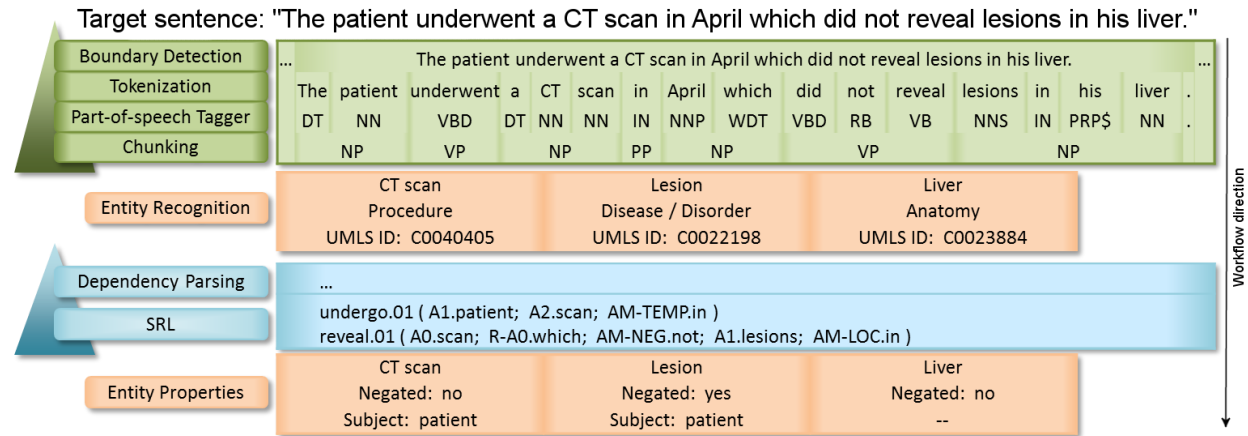 Target sentence: "The patient underwent a CT scan in April which did not reveal lesions in his liver."
Boundary Detection ... The patient underwent a CT scan in April which did not reveal lesions in his liver. ...
Tokenization The patient underwent a CT scan in April which did not reveal lesions in his liver .
Part-of-speech Tagger DT NN VBD DT NN NN IN NNP WDT VBD RB VB NNS IN PRP$ NN .
Chunking NP VP NP PP NP VP NP
CT scan Lesion Liver
Entity Recognition Procedure Disease / Disorder Anatomy
UMLS ID: C0040405 UMLS ID: C0022198 UMLS ID: C0023884
Dependency Parsing ...
SRL undergo.01 ( A1.patient; A2.scan; AM-TEMP.in )
reveal.01 ( A0.scan; R-A0.which; AM-NEG.not; A1.lesions; AM-LOC.in )
CT scan Lesion Liver
Entity Properties Negated: no Negated: yes Negated: no
Subject: patient Subject: patient --
Workflow direction